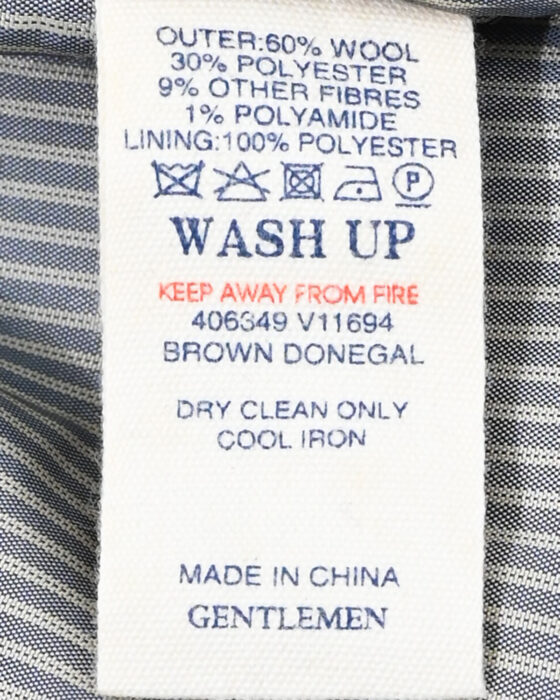 OUTER:60% WOOL
30% POLYESTER
9% OTHER FIBRES
1% POLYAMIDE
LINING:100% POLYESTER
P
WASH UP
KEEP AWAY FROM FIRE
406349 V11694
BROWN DONEGAL
DRY CLEAN ONLY
COOL IRON
MADE IN CHINA
GENTLEMEN